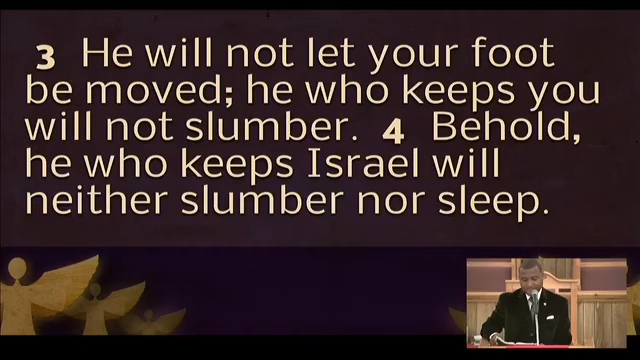 3 He will not let your foot
be moved; he who keeps you
will not slumber. 4 Behold,
he who keeps Israel will
neither slumber nor sleep.